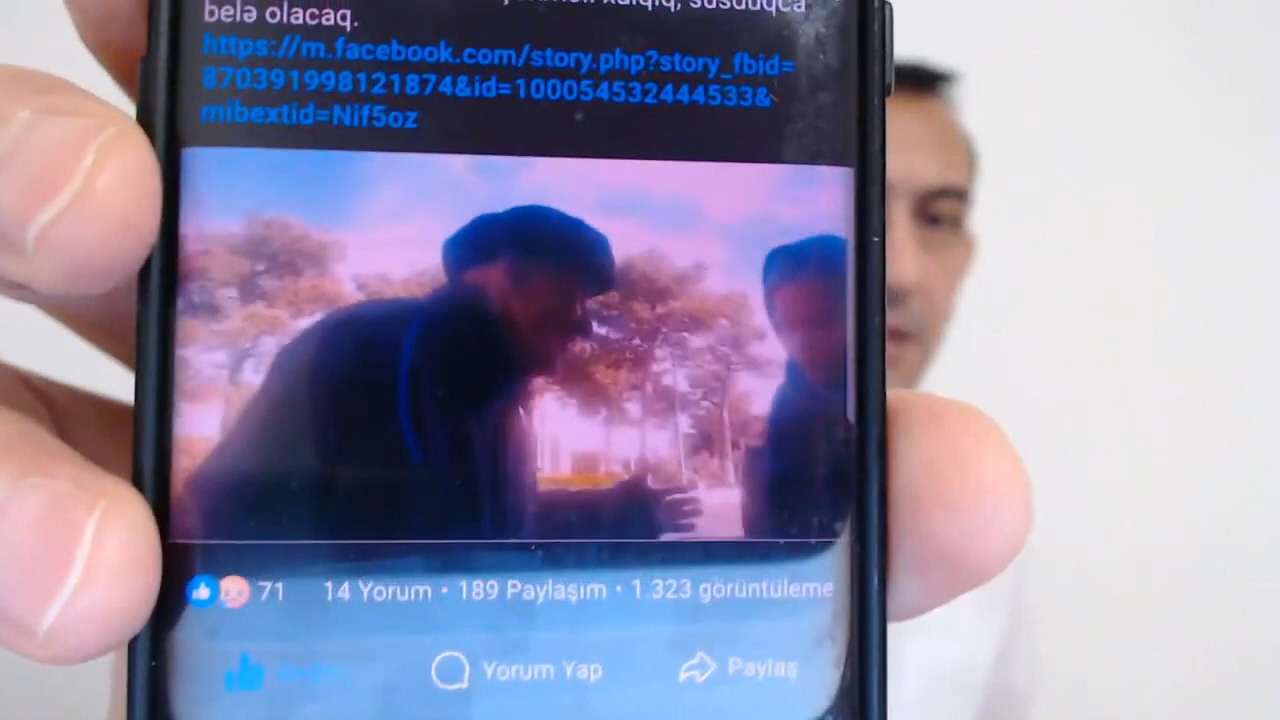 susduqca
belə olacaq.
https://m.facebook.com/story.php?story_fbid=
870391998121874&id=100054532444533&
mibextid=Nif5oz
71 14 Yorum • 189 Paylaşım • 1.323 görüntüleme
Yorum Yap Paylaş